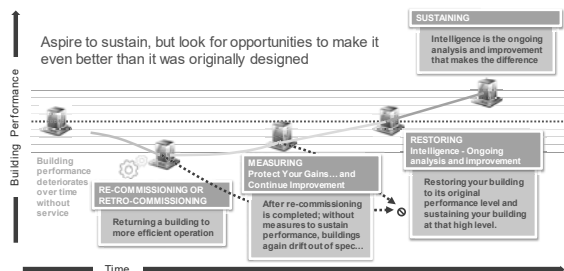 SUSTAINING
Intelligence is the ongoing
analysis and improvement
that makes the difference
Aspire to sustain, but look for opportunities to make it
even better than it was originally designed
Building Performance
Building
performance
deteriorates
over time
without
service
RE-COMMISSIONING OR
RETRO-COMMISSIONING
Returning a building to
more efficient operation
MEASURING
Protect Your Gains... and
Continue Improvement
After re-commissioning
is completed; without
measures to sustain
performance, buildings
again drift out of spec...
RESTORING
Intelligence - Ongoing
analysis and improvement
Restoring your building
to its original
performance level and
sustaining your building
at that high level.
Time